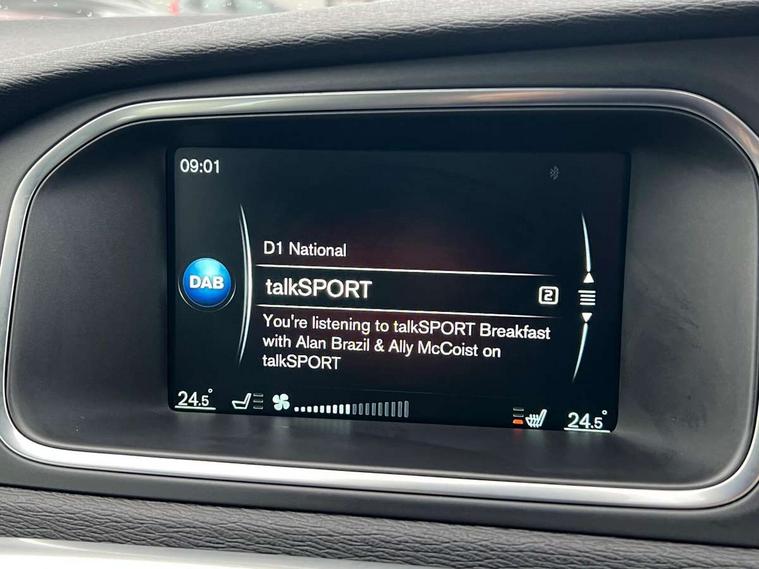 09:01
D1 National
DAB
talkSPORT
2
You're listening to talkSPORT Breakfast
with Alan Brazil & Ally McCoist on
talkSPORT
24.5°
24.5°